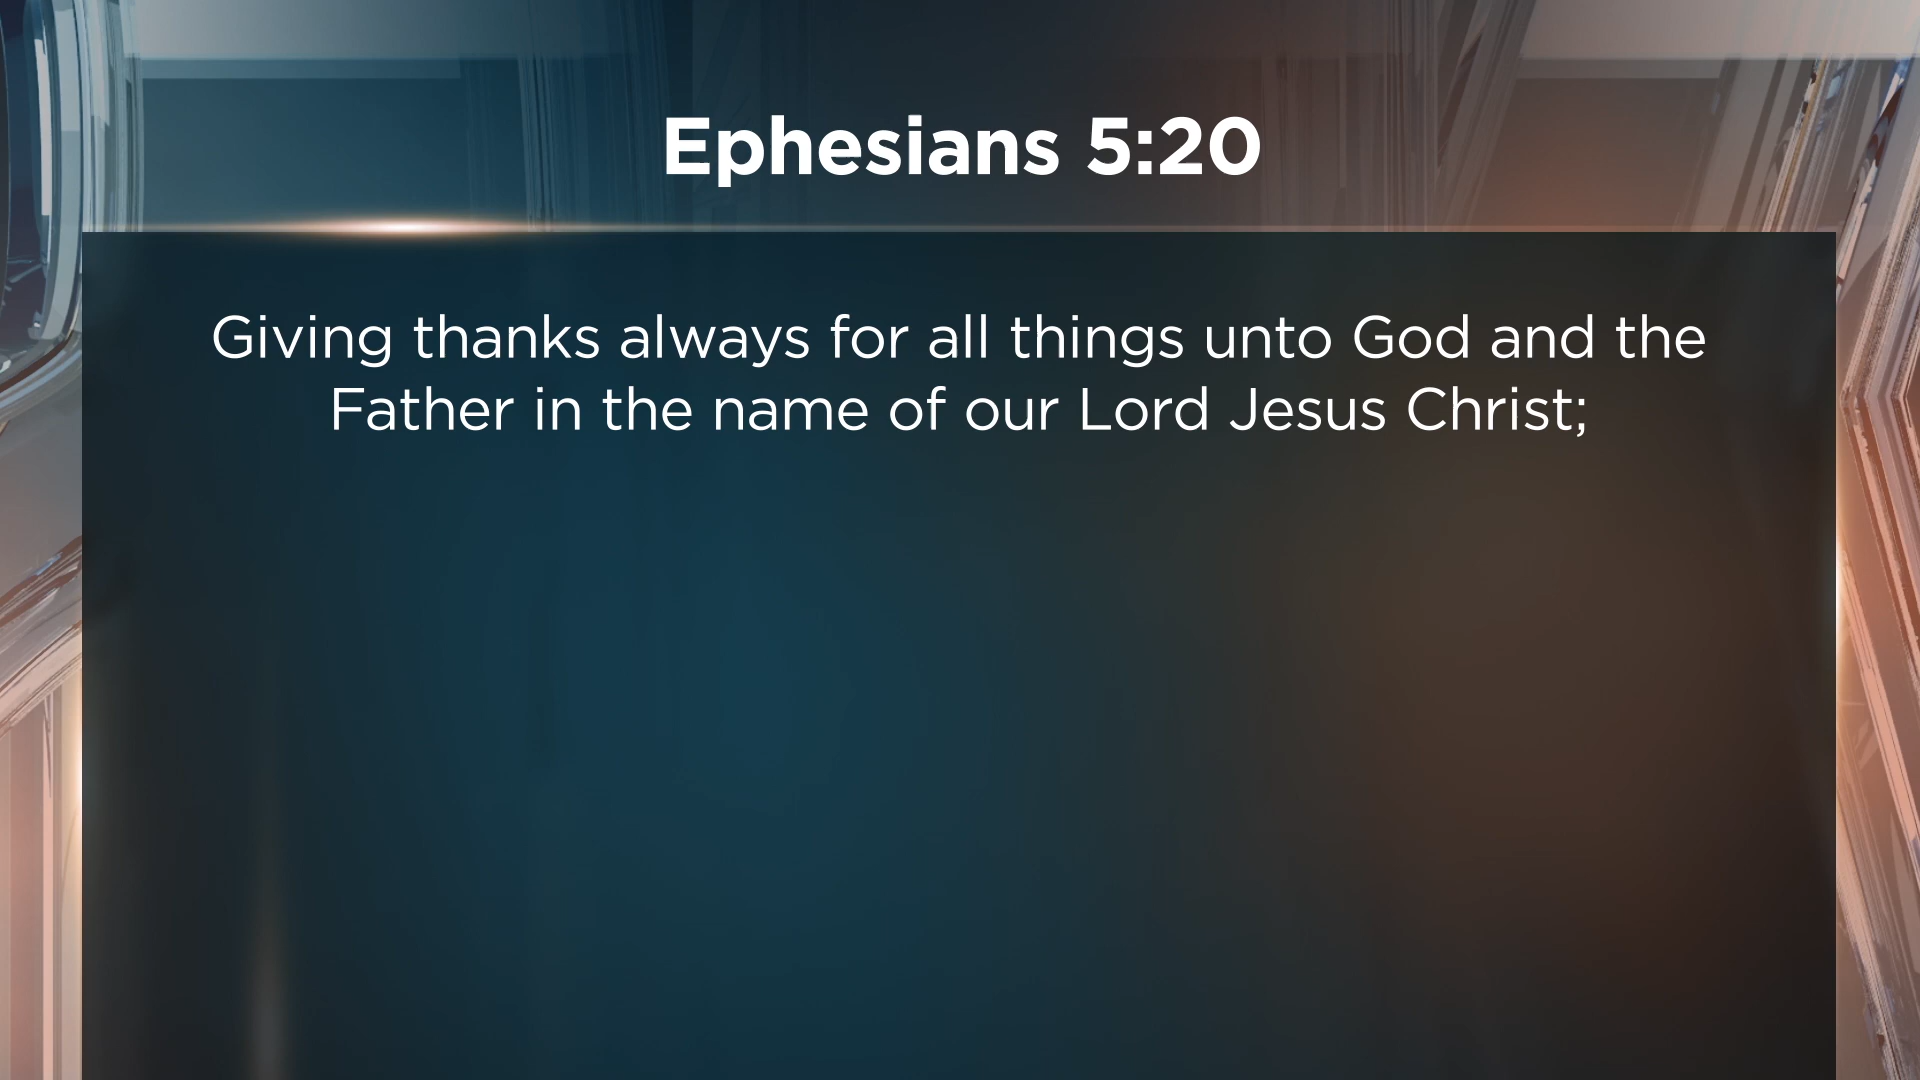 Ephesians 5:20
Giving thanks always for all things unto God and the
Father in the name of our Lord Jesus Christ;